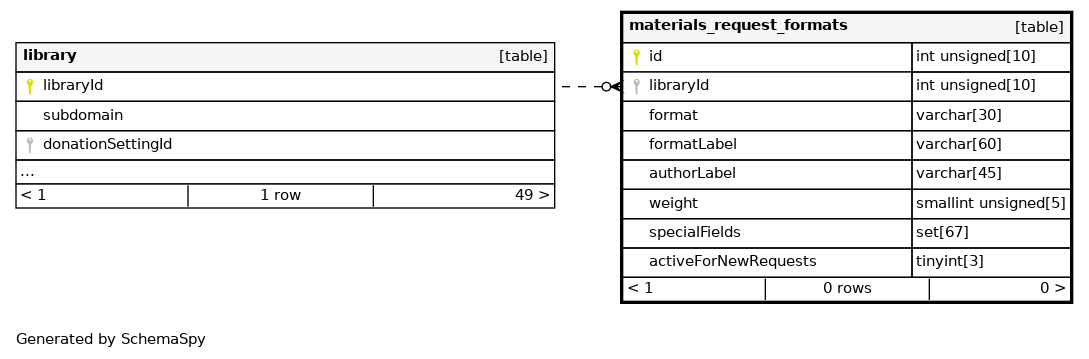 library [table]
libraryId
subdomain
donationSettingId
...
< 1 1 row 49 >
materials_request_formats [table]
id int unsigned[10]
libraryId int unsigned[10]
format varchar[30]
formatLabel varchar[60]
authorLabel varchar[45]
weight smallint unsigned[5]
specialFields set[67]
activeForNewRequests tinyint[3]
< 1 0 rows 0 >
Generated by SchemaSpy